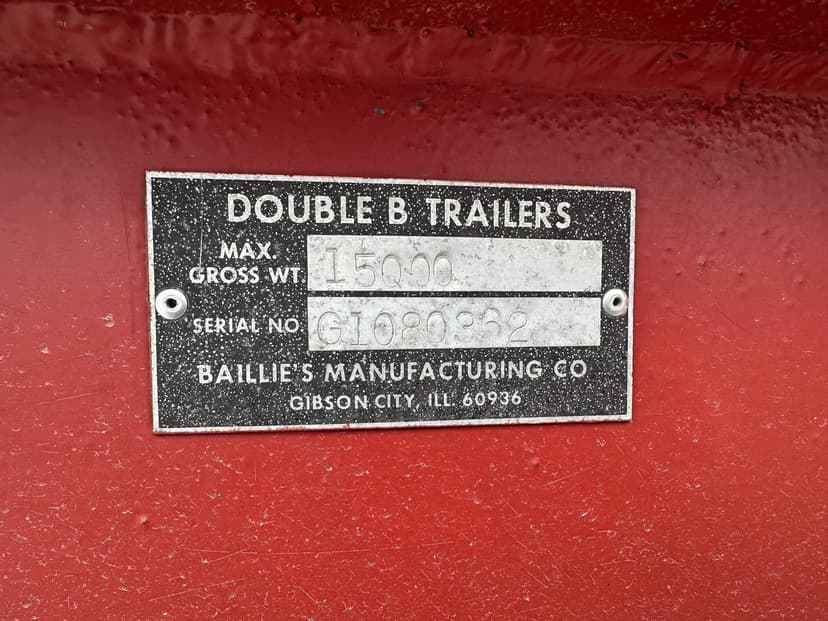 DOUBLE B TRAILERS
MAX.
GROSS WT. 15000
SERIAL NO. G1080362
BAILLIE'S MANUFACTURING CO
GIBSON CITY, ILL. 60936